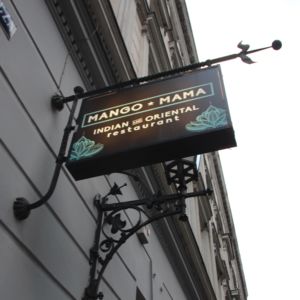 MANGO ★ MAMA
INDIAN AND ORIENTAL
restaurant